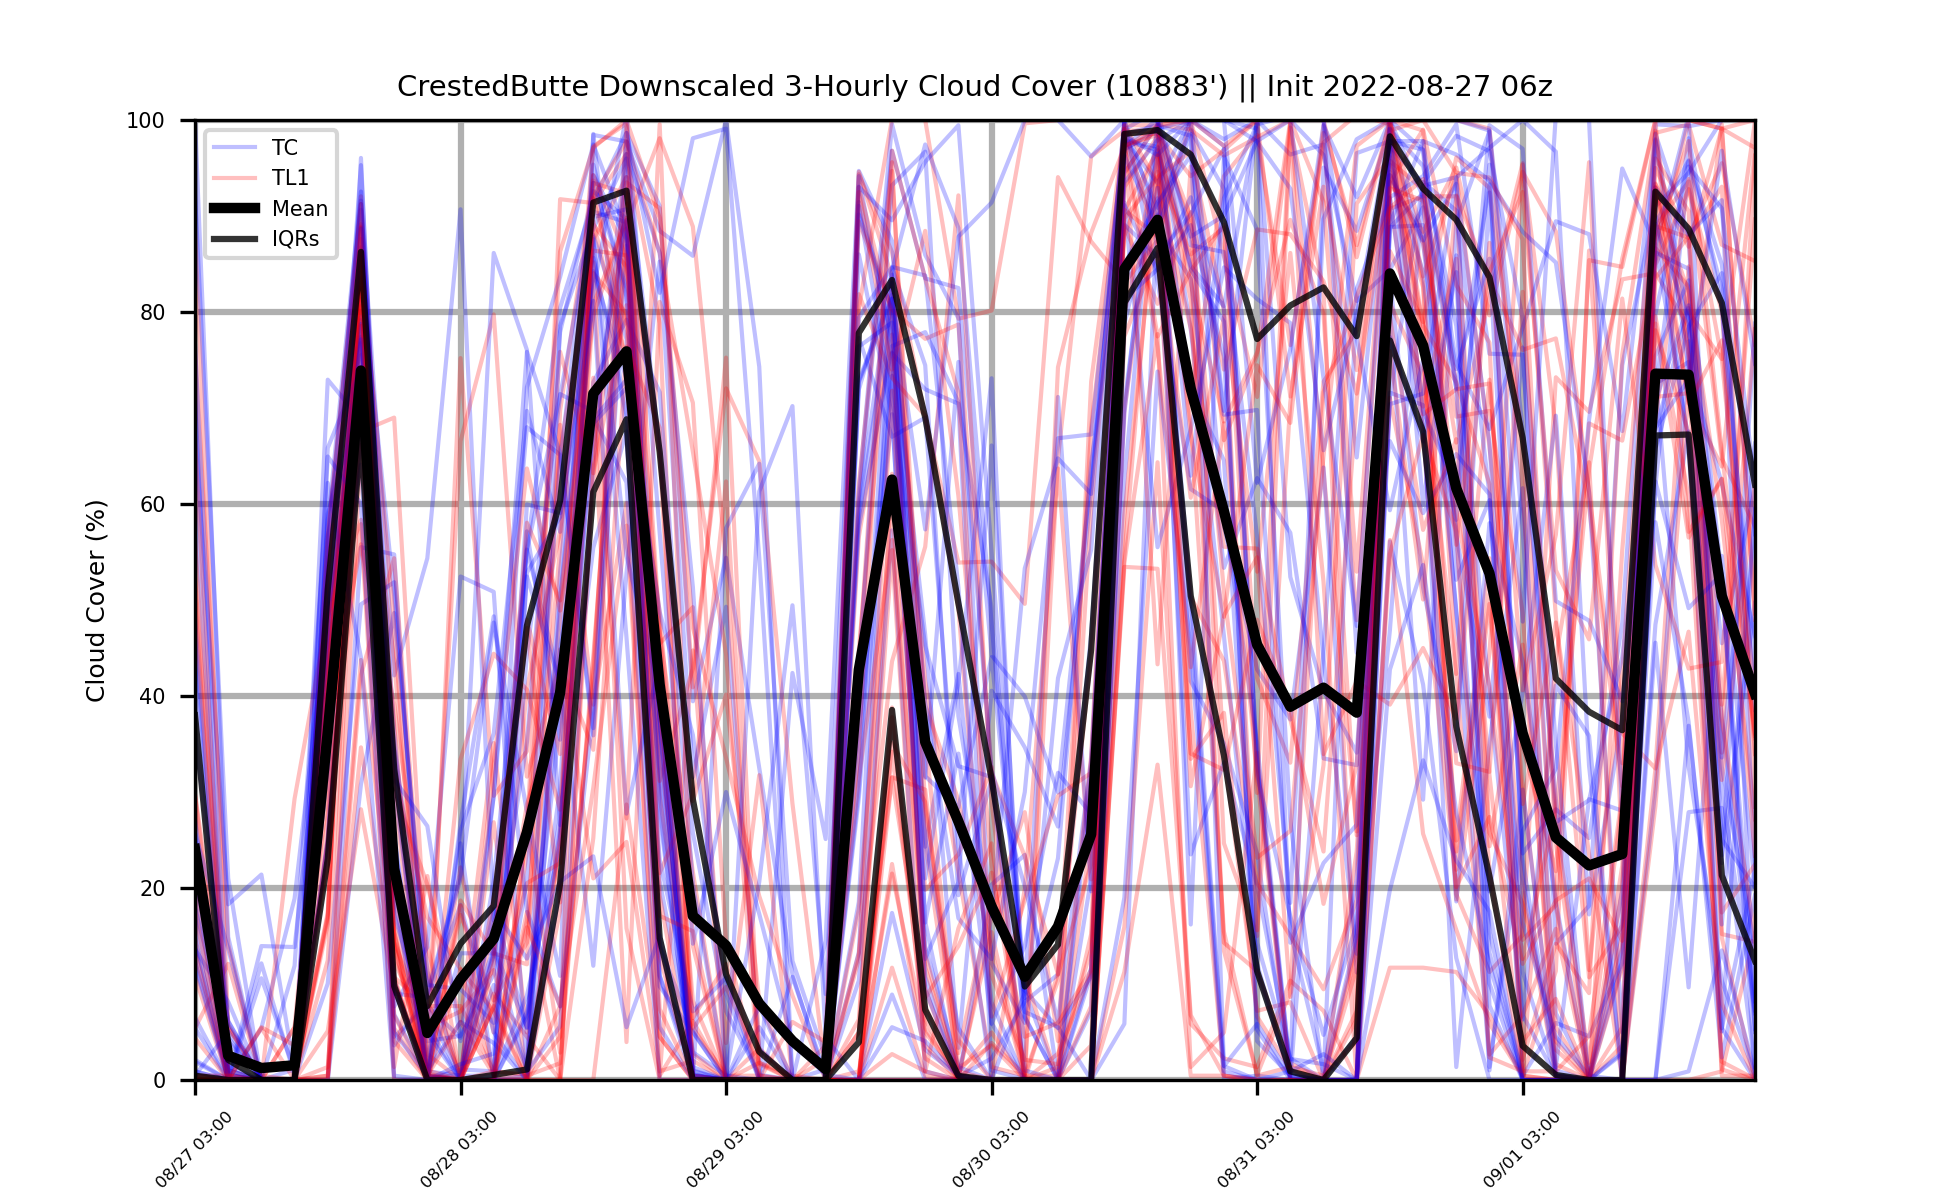 CrestedButte Downscaled 3-Hourly Cloud Cover (10883') || Init 2022-08-27 06z
Cloud Cover (%)
100
80
60
40
20
0
TC
TL1
Mean
IQRs
08/27 03:00
08/28 03:00
08/29 03:00
08/30 03:00
08/31 03:00
09/01 03:00